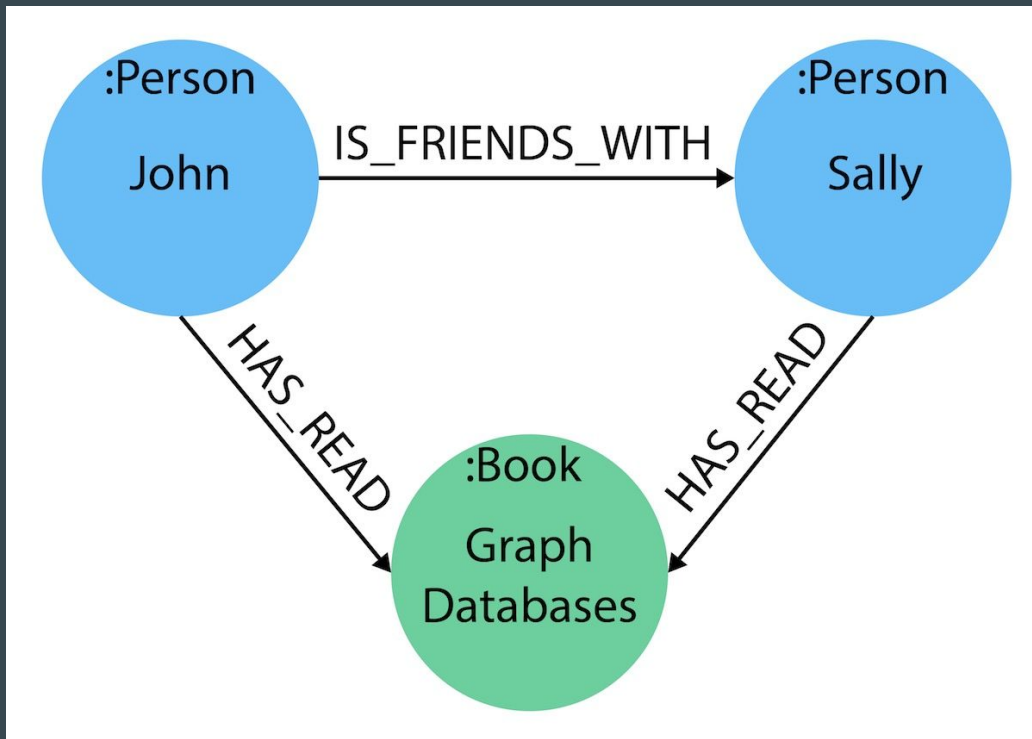 :Person
John
IS_FRIENDS_WITH
:Person
Sally
HAS_READ
HAS_READ
:Book
Graph
Databases